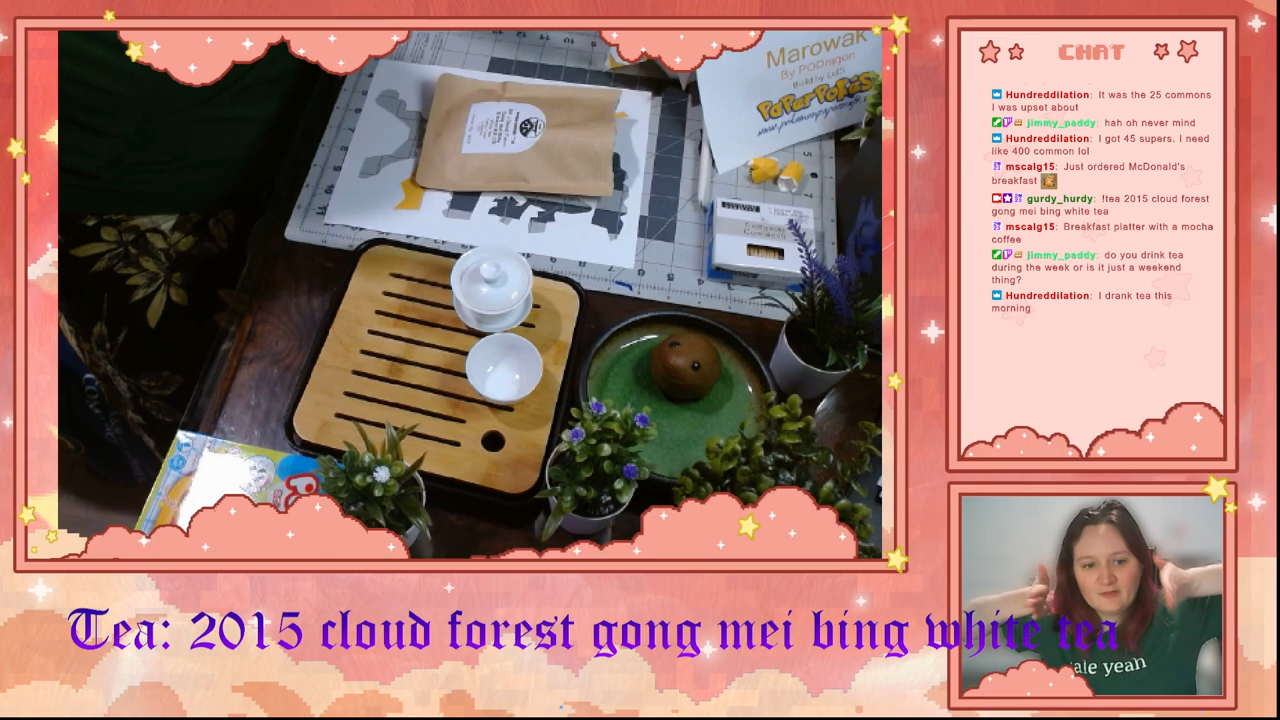 CHAT
Hundreddilation: It was the 25 commons
I was upset about
jimmy_paddy: hah oh never mind
Hundreddilation: I got 45 supers. I need
like 400 common lol
mscalg15: Just ordered McDonald's
breakfast
gurdy_hurdy: !tea 2015 cloud forest
gong mei bing white tea
mscalg15: Breakfast platter with a mocha
coffee
jimmy_paddy: do you drink tea
during the week or is it just a weekend
thing?
Hundreddilation: I drank tea this
morning
Marowak
By PODragon
Build by LuIS
PaperPokés
Tea: 2015 cloud forest gong mei bing white tea
ale yeah